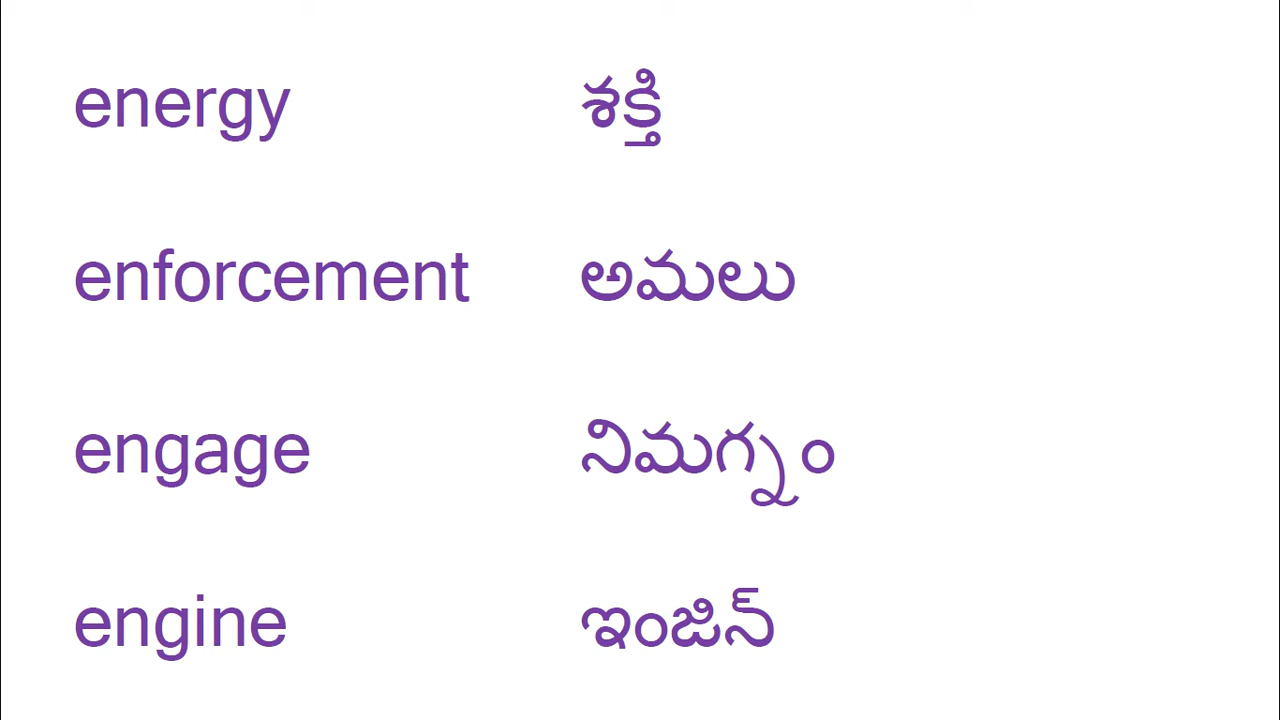 energy శక్తి
enforcement అమలు
engage నిమగ్నం
engine ఇంజిన్